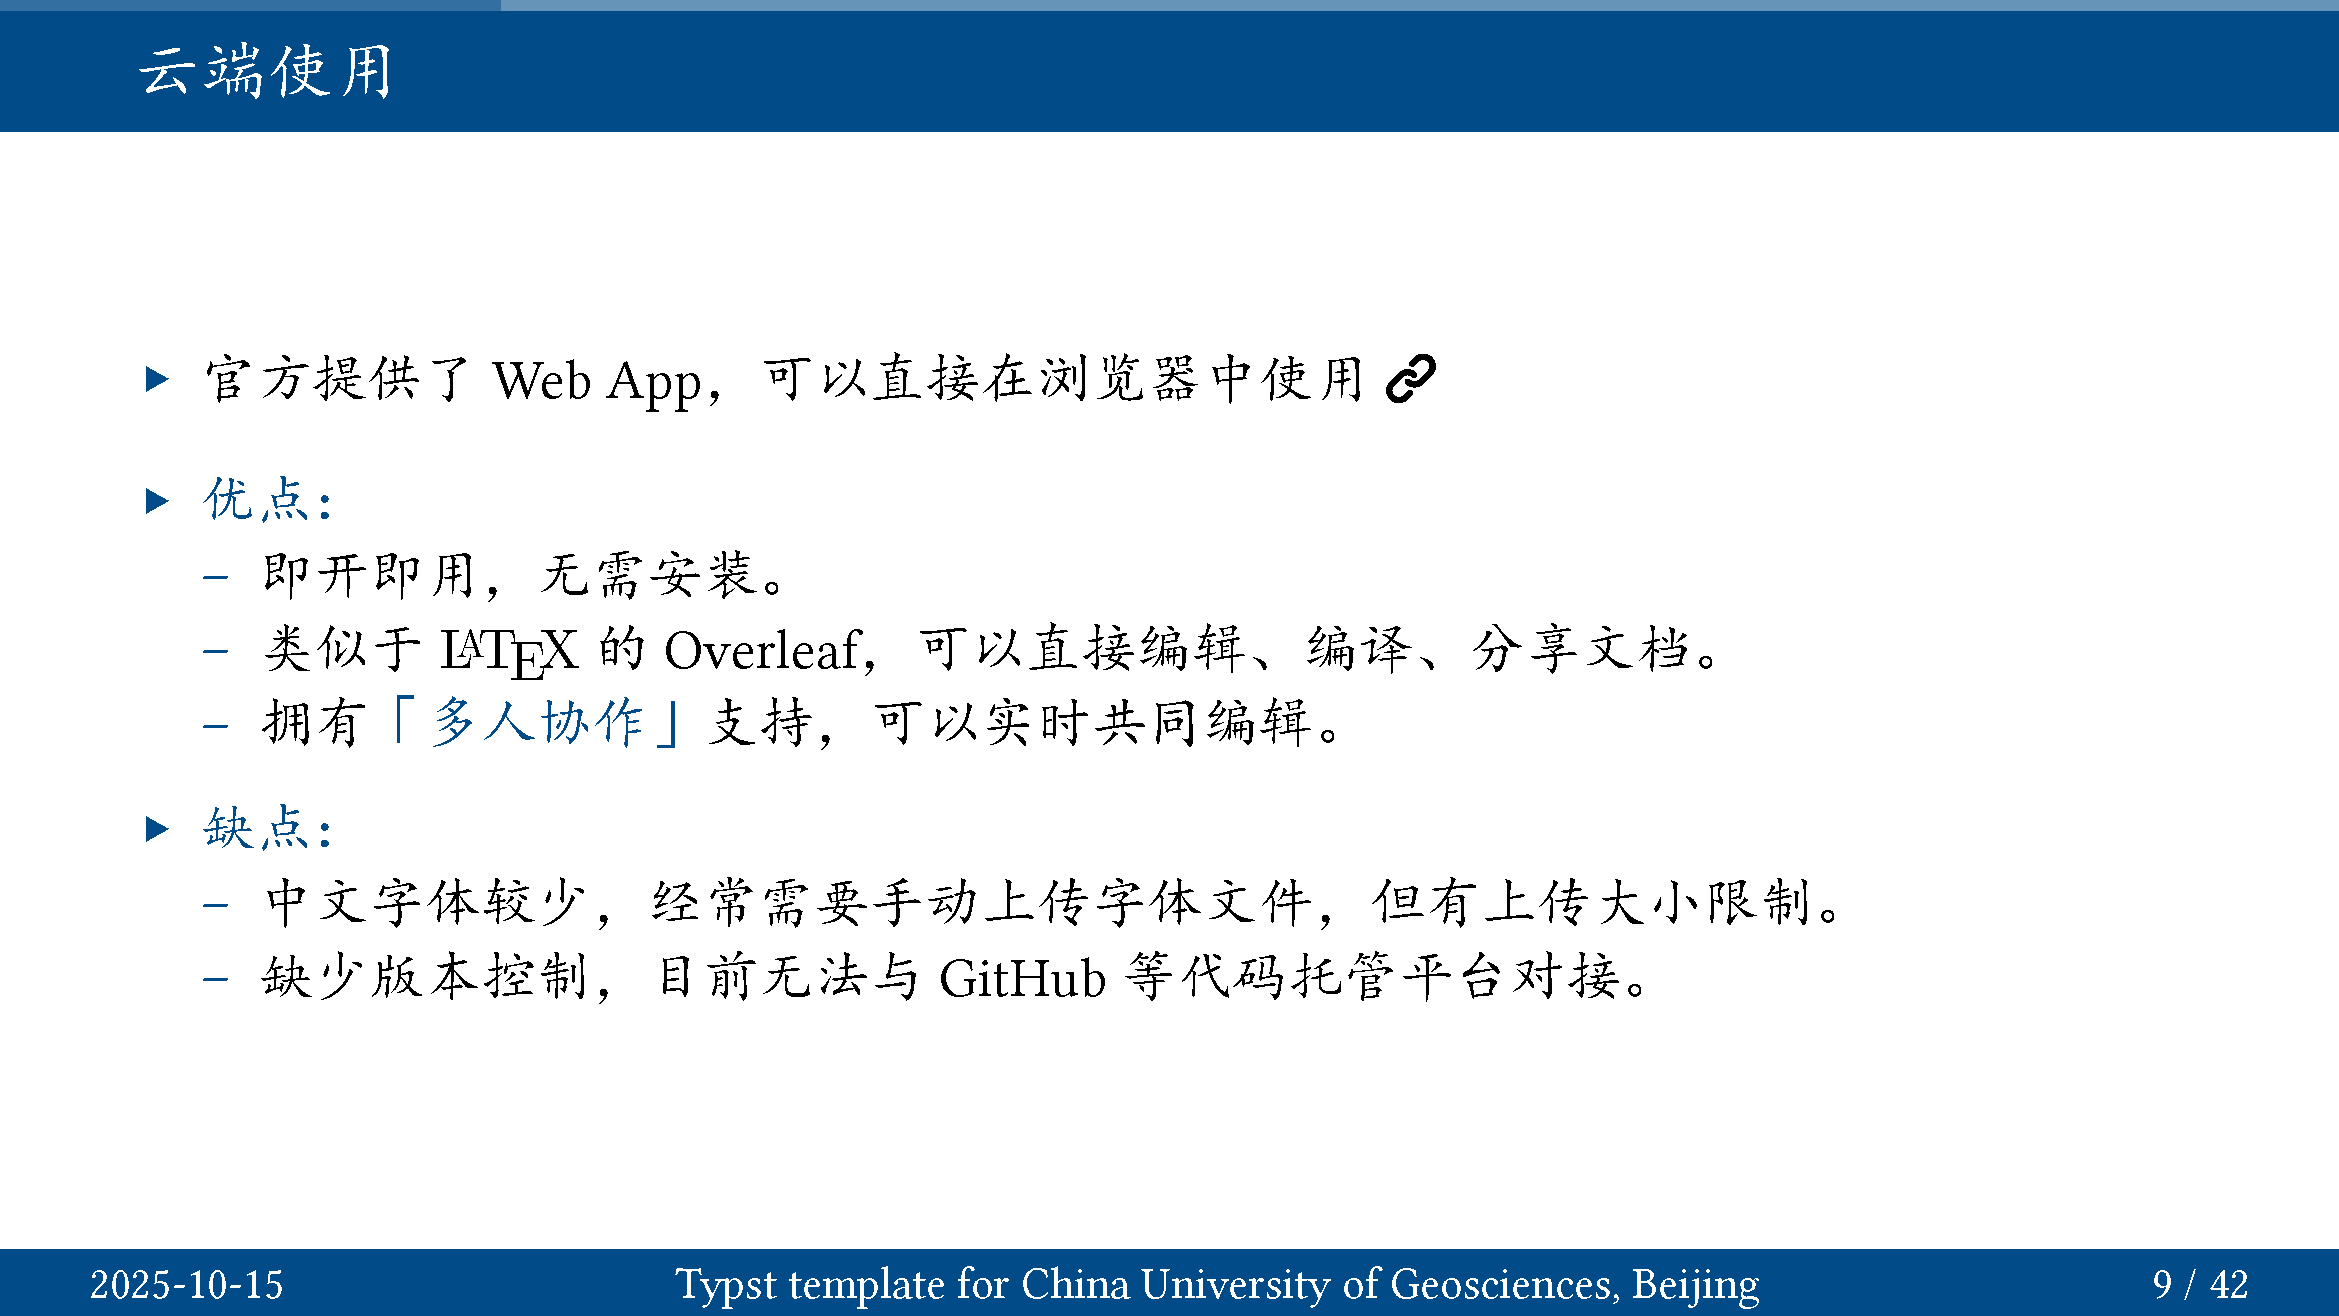 云端使用
官方提供了 Web App，可以直接在浏览器中使用
优点：
– 即开即用，无需安装。
– 类似于 LATEX 的 Overleaf，可以直接编辑、编译、分享文档。
– 拥有「多人协作」支持，可以实时共同编辑。
缺点：
– 中文字体较少，经常需要手动上传字体文件，但有上传大小限制。
– 缺少版本控制，目前无法与 GitHub 等代码托管平台对接。
2025-10-15 Typst template for China University of Geosciences, Beijing 9 / 42